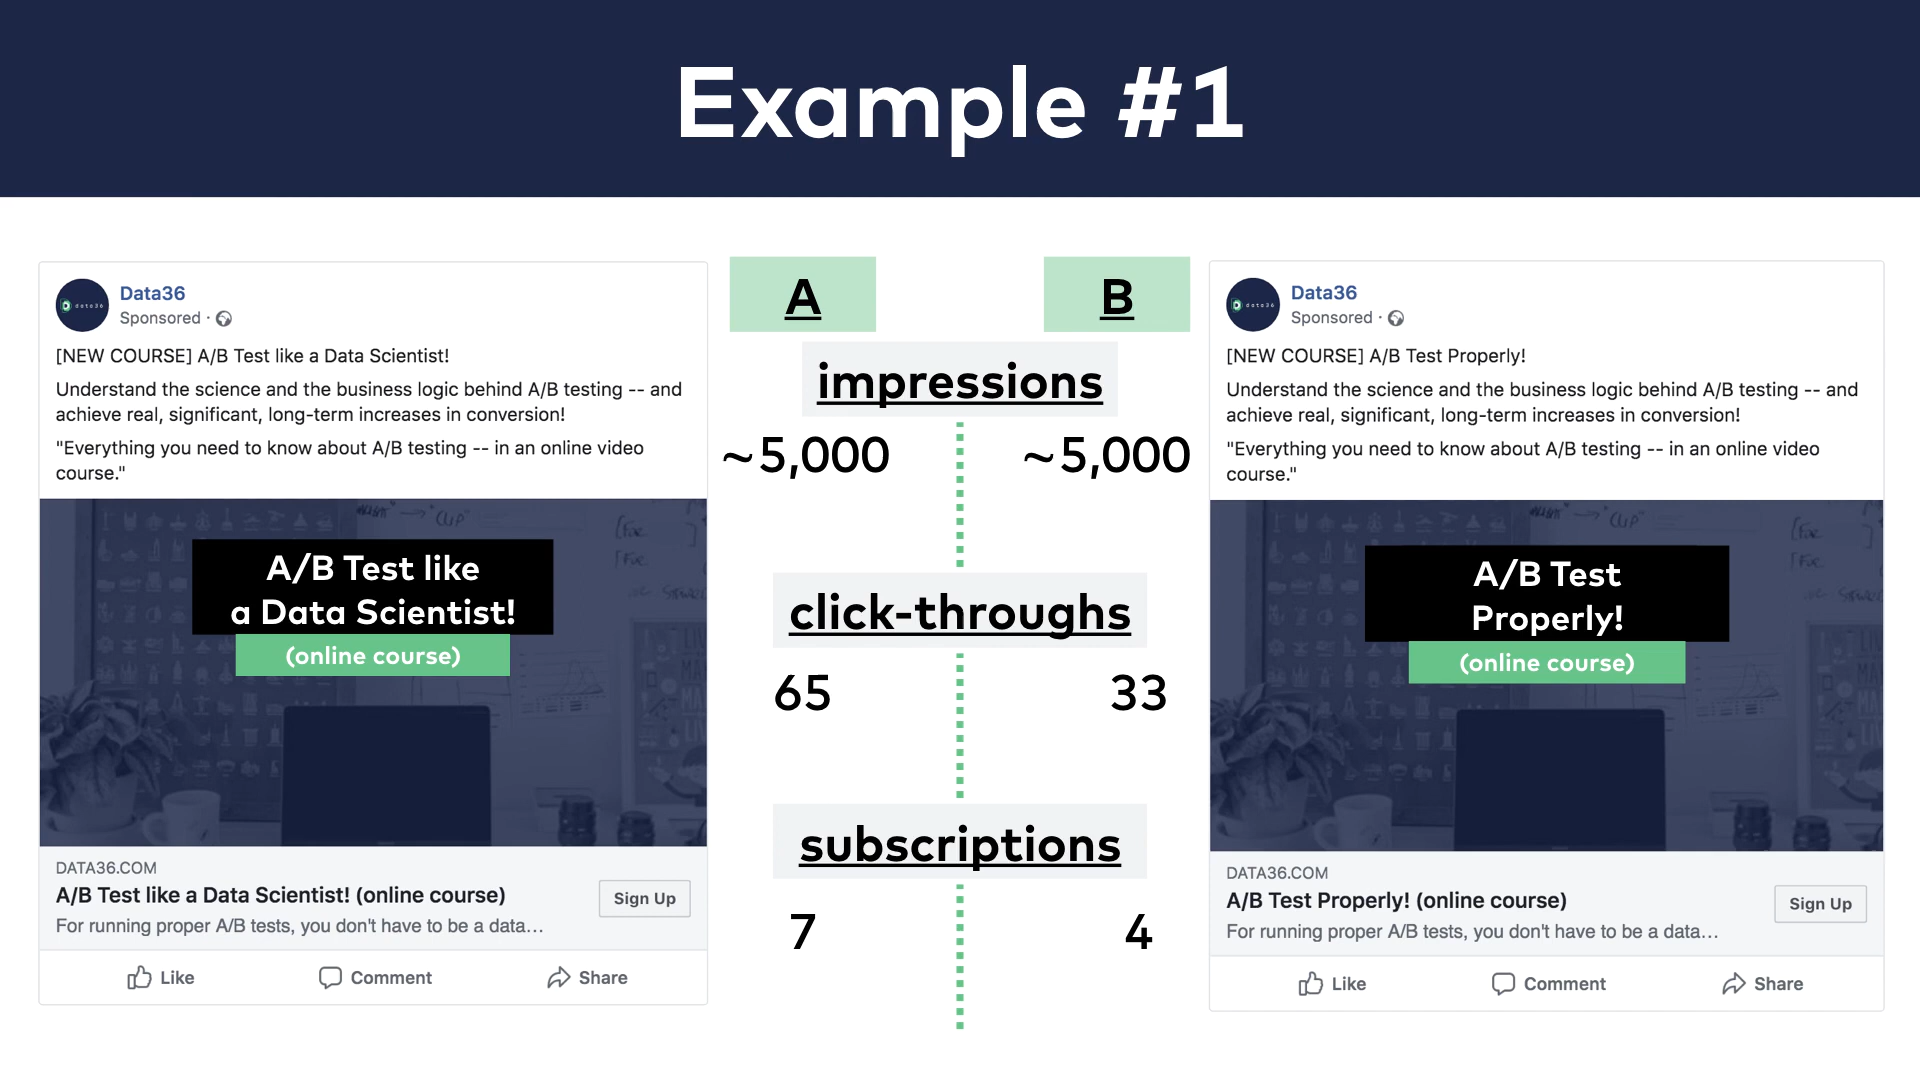 Example #1
data36
Data36
Sponsored ·
[NEW COURSE] A/B Test like a Data Scientist!
Understand the science and the business logic behind A/B testing -- and
achieve real, significant, long-term increases in conversion!
"Everything you need to know about A/B testing -- in an online video
course."
CUP
A/B Test like
a Data Scientist!
(online course)
DATA36.COM
A/B Test like a Data Scientist! (online course)
For running proper A/B tests, you don't have to be a data...
Sign Up
Like
Comment
Share
A
B
impressions
~5,000
~5,000
click-throughs
65
33
subscriptions
7
4
data36
Data36
Sponsored ·
[NEW COURSE] A/B Test Properly!
Understand the science and the business logic behind A/B testing -- and
achieve real, significant, long-term increases in conversion!
"Everything you need to know about A/B testing -- in an online video
course."
CUP
A/B Test
Properly!
(online course)
DATA36.COM
A/B Test Properly! (online course)
For running proper A/B tests, you don't have to be a data...
Sign Up
Like
Comment
Share